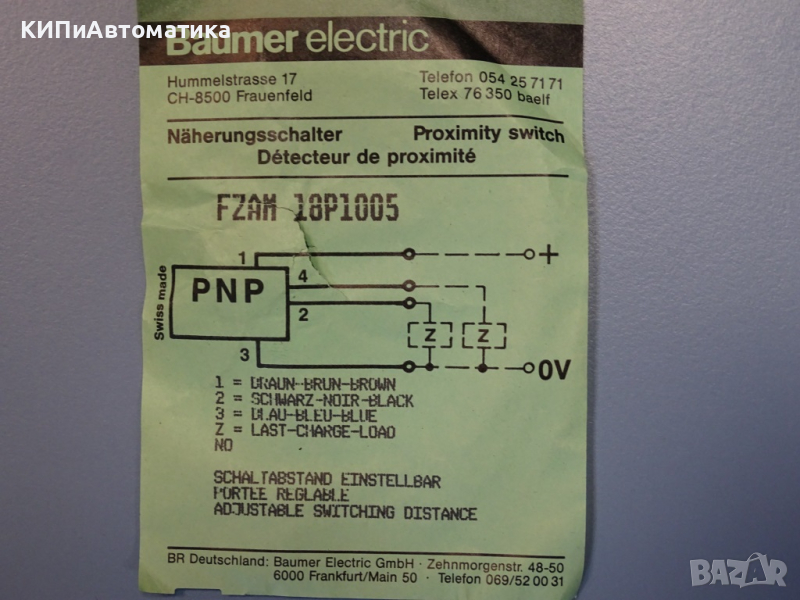 КИПиАвтоматика
Baumer electric
Hummelstrasse 17
CH-8500 Frauenfeld
Telefon 054 25 71 71
Telex 76 350 baelf
Näherungsschalter Proximity switch
Détecteur de proximité
FZAM 18P1005
1
+
4
PNP
2
Swiss made
Z Z
3
0V
1 = BRAUN-BRUN-BROWN
2 = SCHWARZ-NOIR-BLACK
3 = BLAU-BLEU-BLUE
Z = LAST-CHARGE-LOAD
NO
SCHALTABSTAND EINSTELLBAR
PORTEE REGLABLE
ADJUSTABLE SWITCHING DISTANCE
BR Deutschland: Baumer Electric GmbH · Zehnmorgenstr. 48-50
6000 Frankfurt/Main 50 · Telefon 069/52 00 31
BAZAR